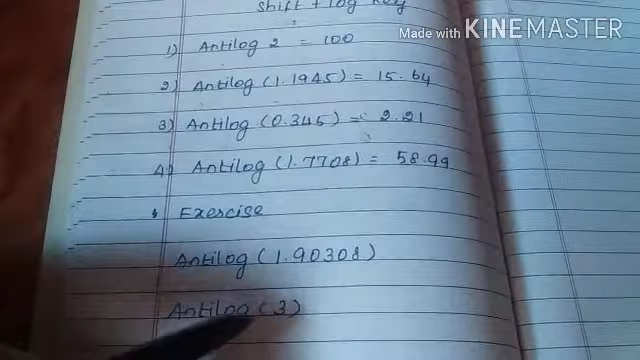 Shift + log key
Made with KINEMASTER
1) Antilog 2 = 100
2) Antilog (1.1945) = 15.64
3) Antilog (0.345) = 2.21
4) Antilog (1.7708) = 58.99
Exercise
Antilog (1.90308)
Antilog (3)